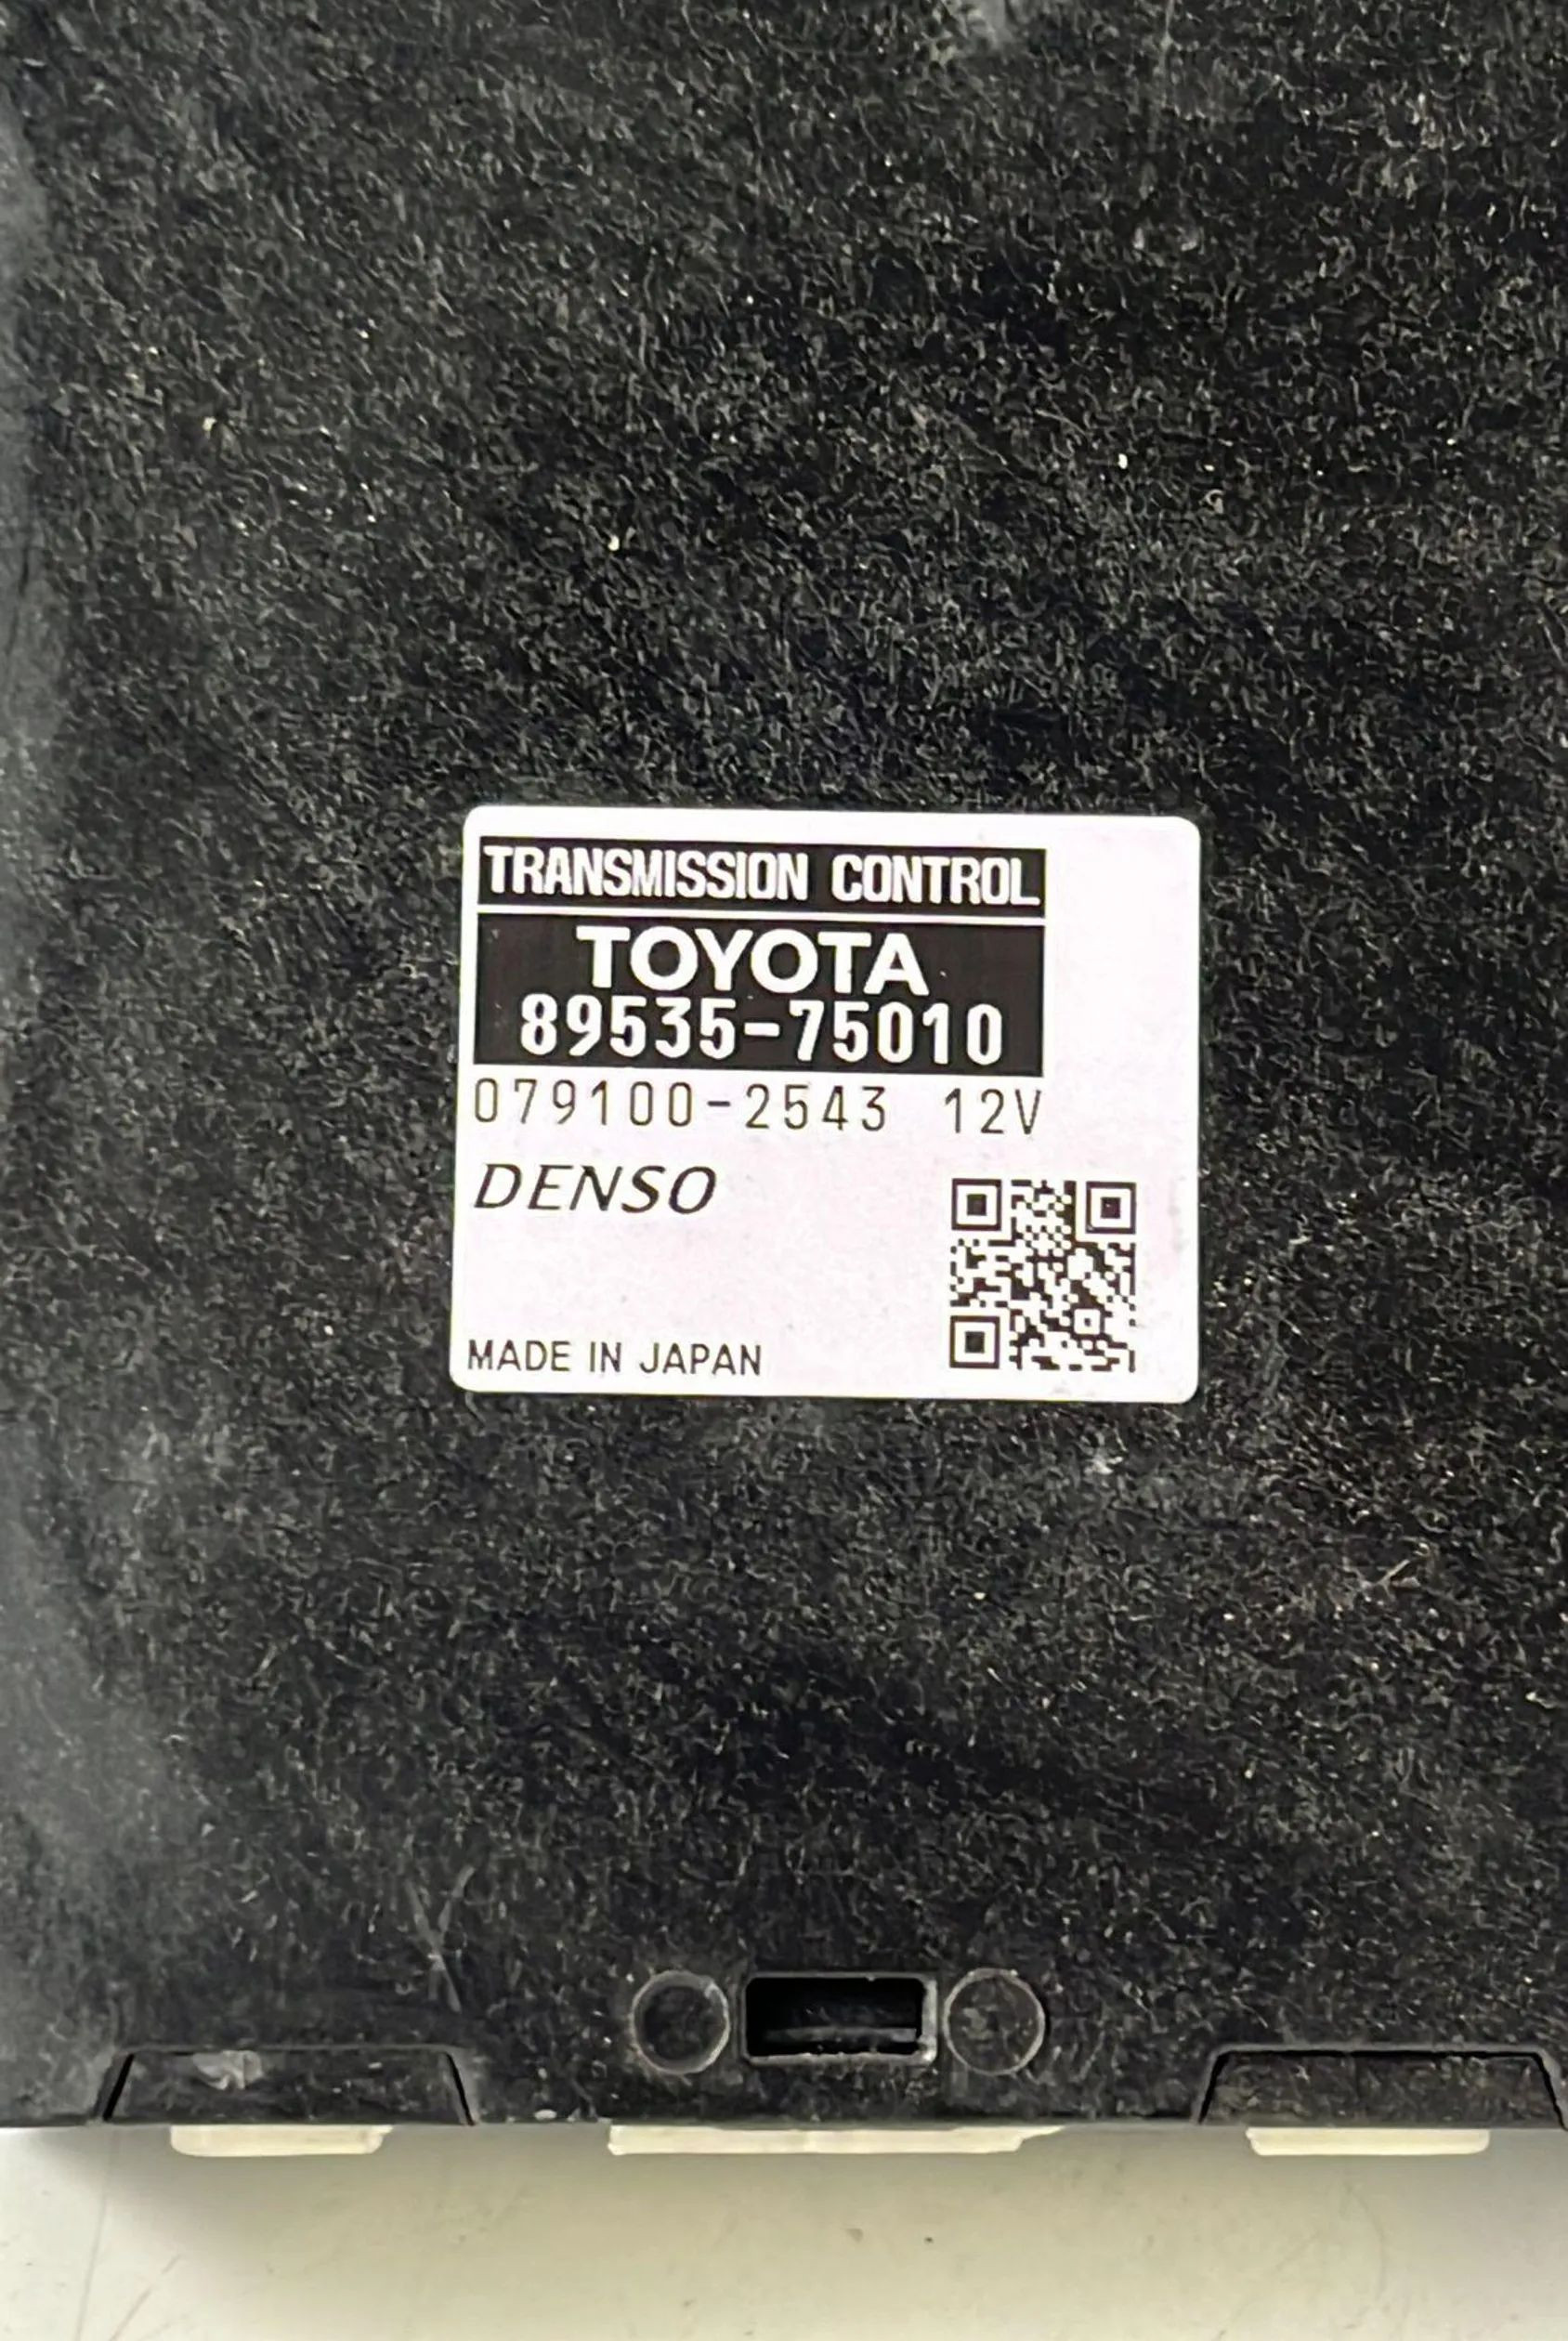 TRANSMISSION CONTROL
TOYOTA
89535-75010
079100-2543 12V
DENSO
MADE IN JAPAN